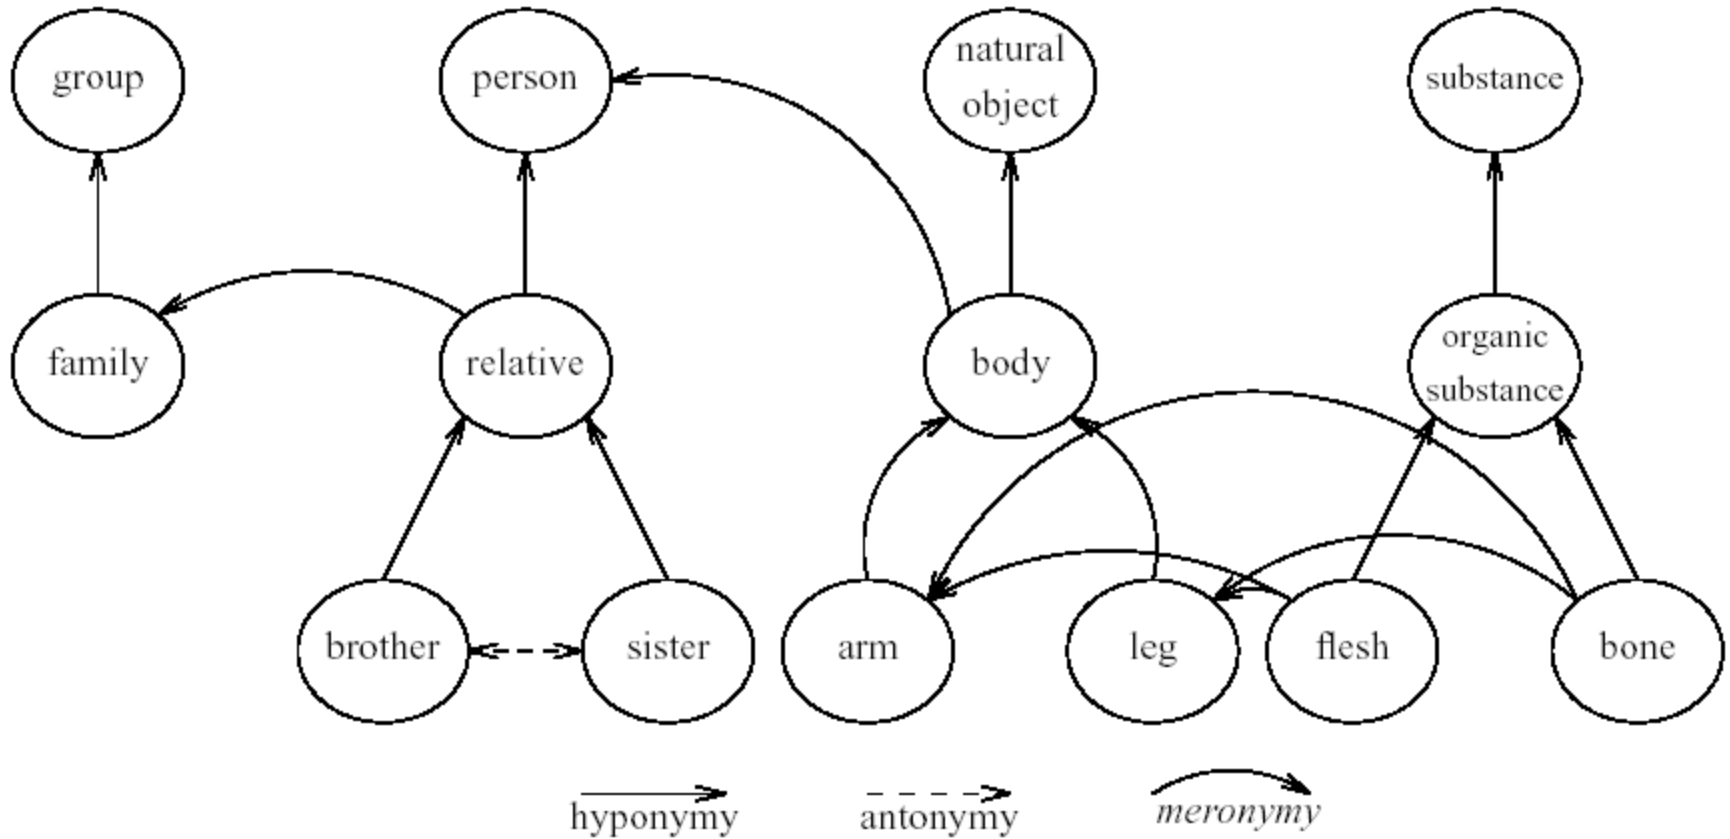 group
person
natural
object
substance
family
relative
body
organic
substance
brother
sister
arm
leg
flesh
bone
hyponymy
antonymy
meronymy